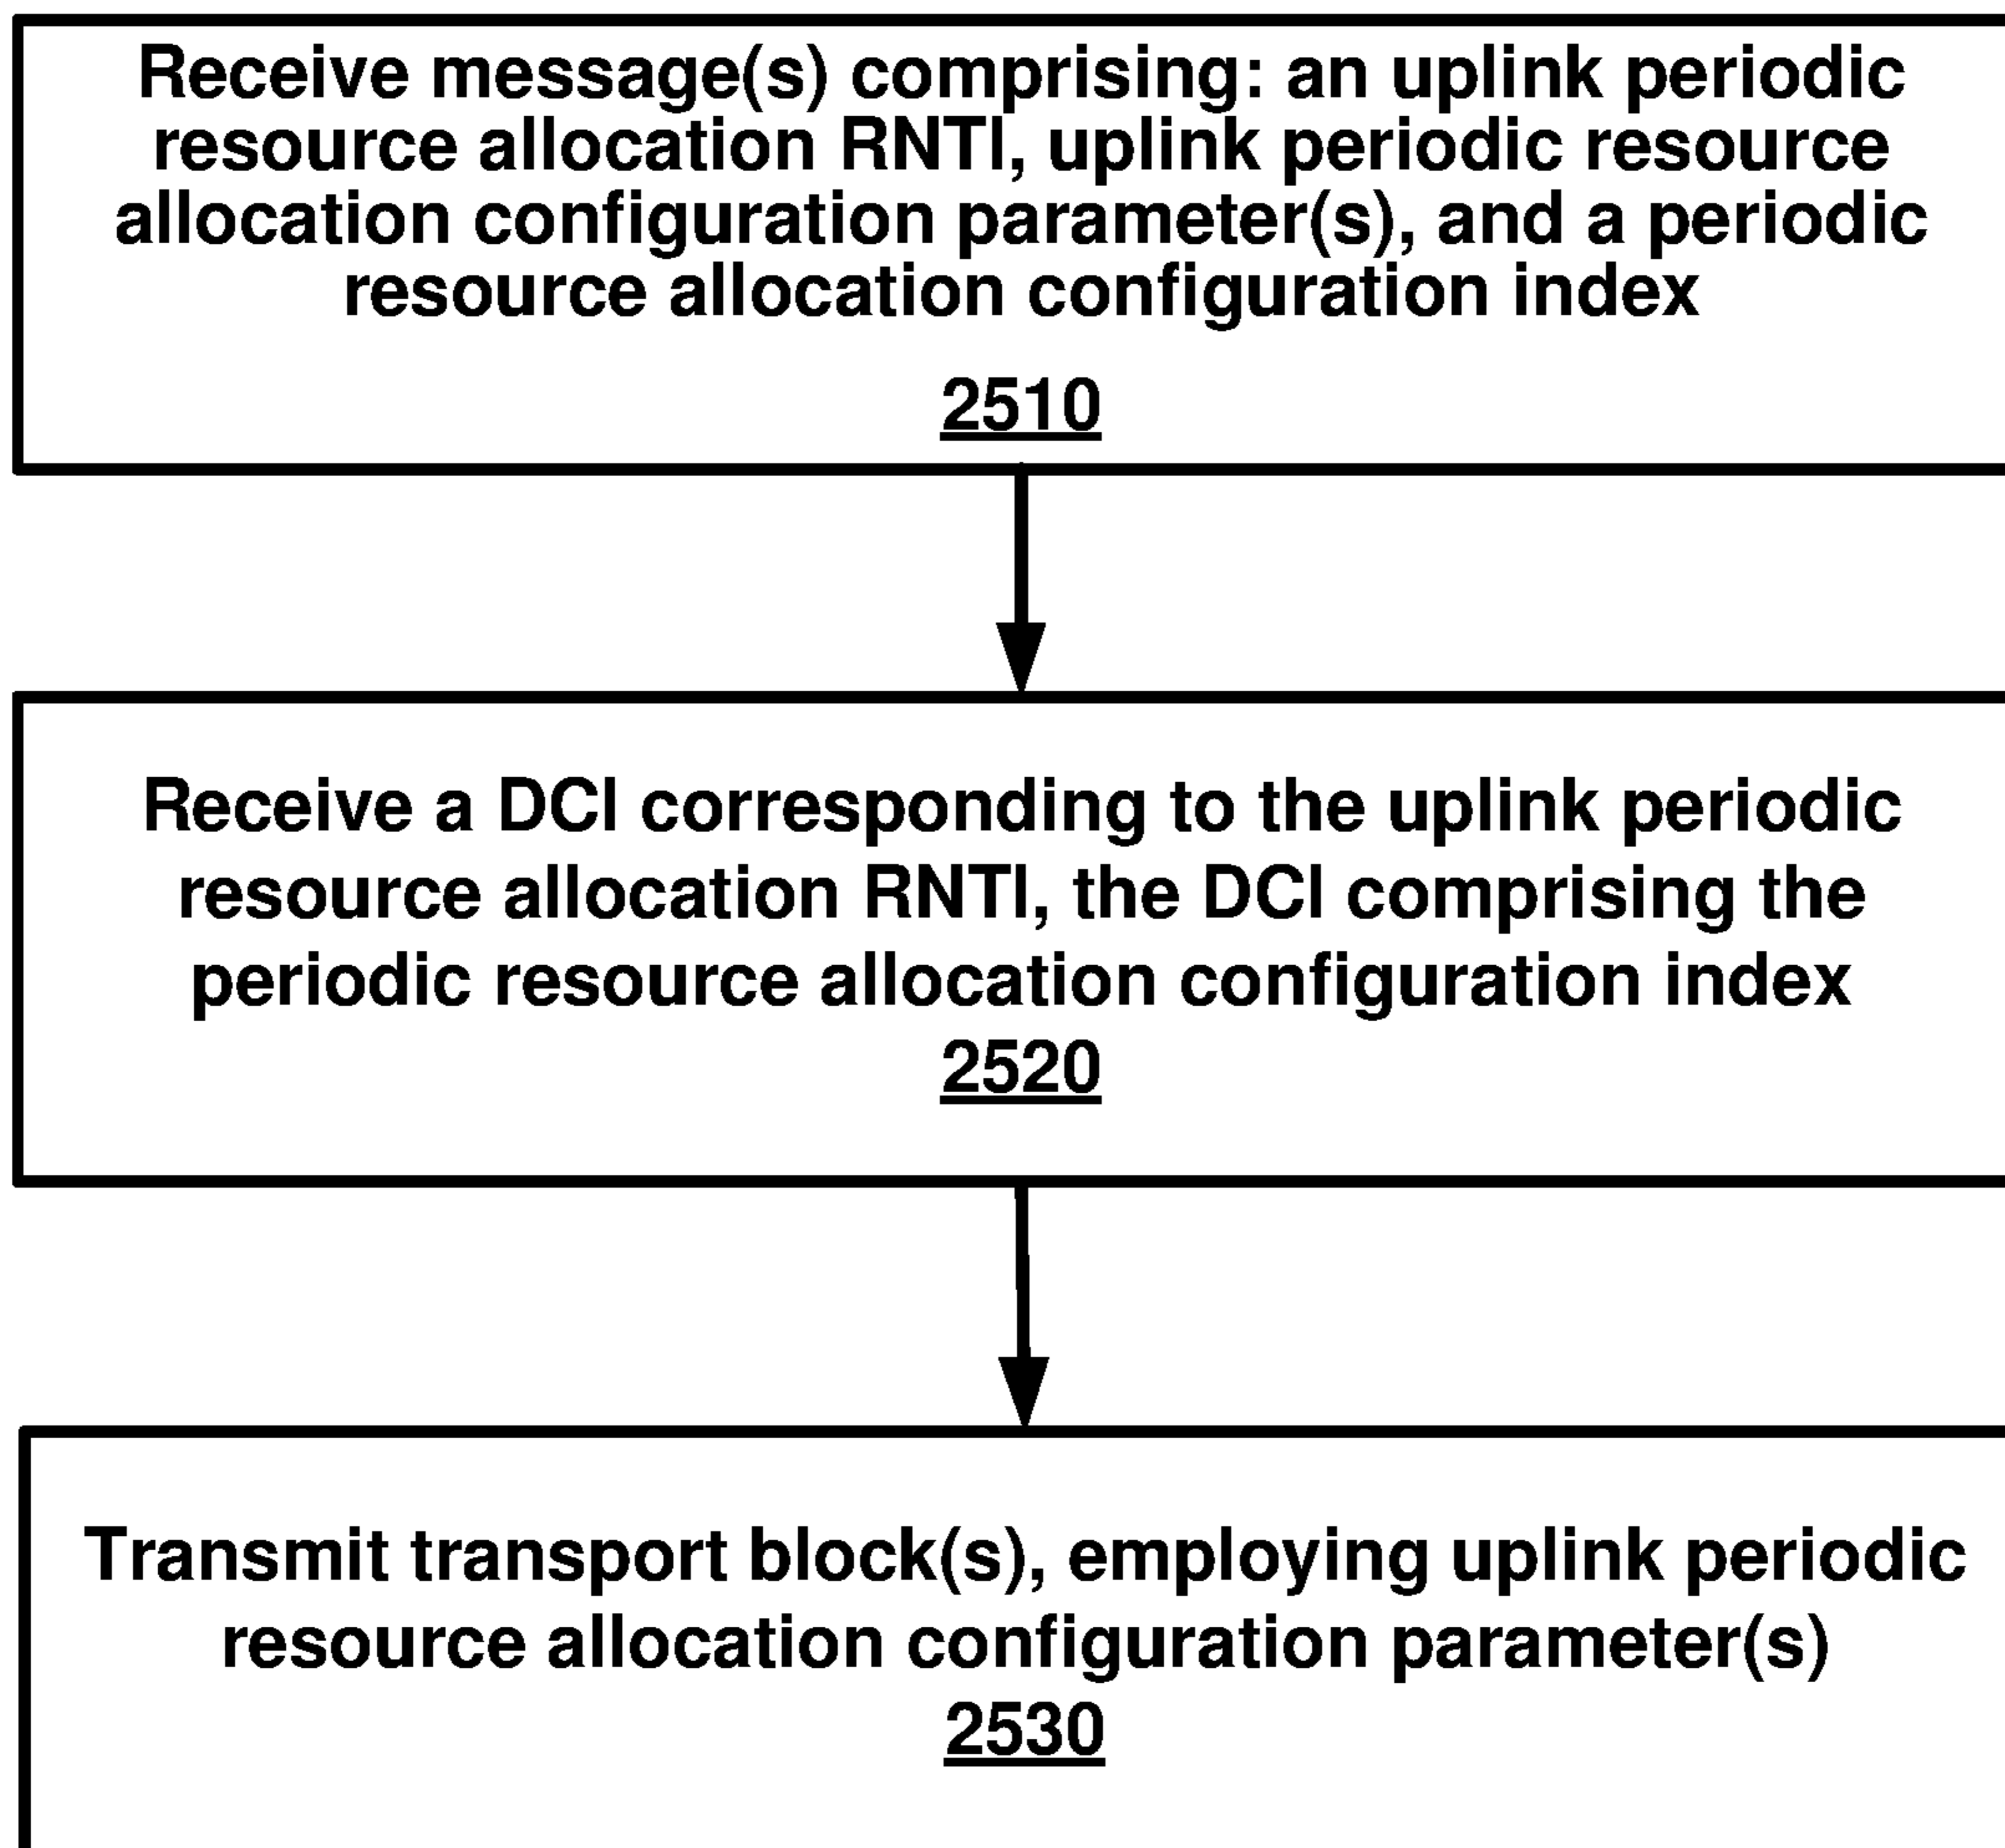 Receive message(s) comprising: an uplink periodic
resource allocation RNTI, uplink periodic resource
allocation configuration parameter(s), and a periodic
resource allocation configuration index
2510
Receive a DCI corresponding to the uplink periodic
resource allocation RNTI, the DCI comprising the
periodic resource allocation configuration index
2520
Transmit transport block(s), employing uplink periodic
resource allocation configuration parameter(s)
2530